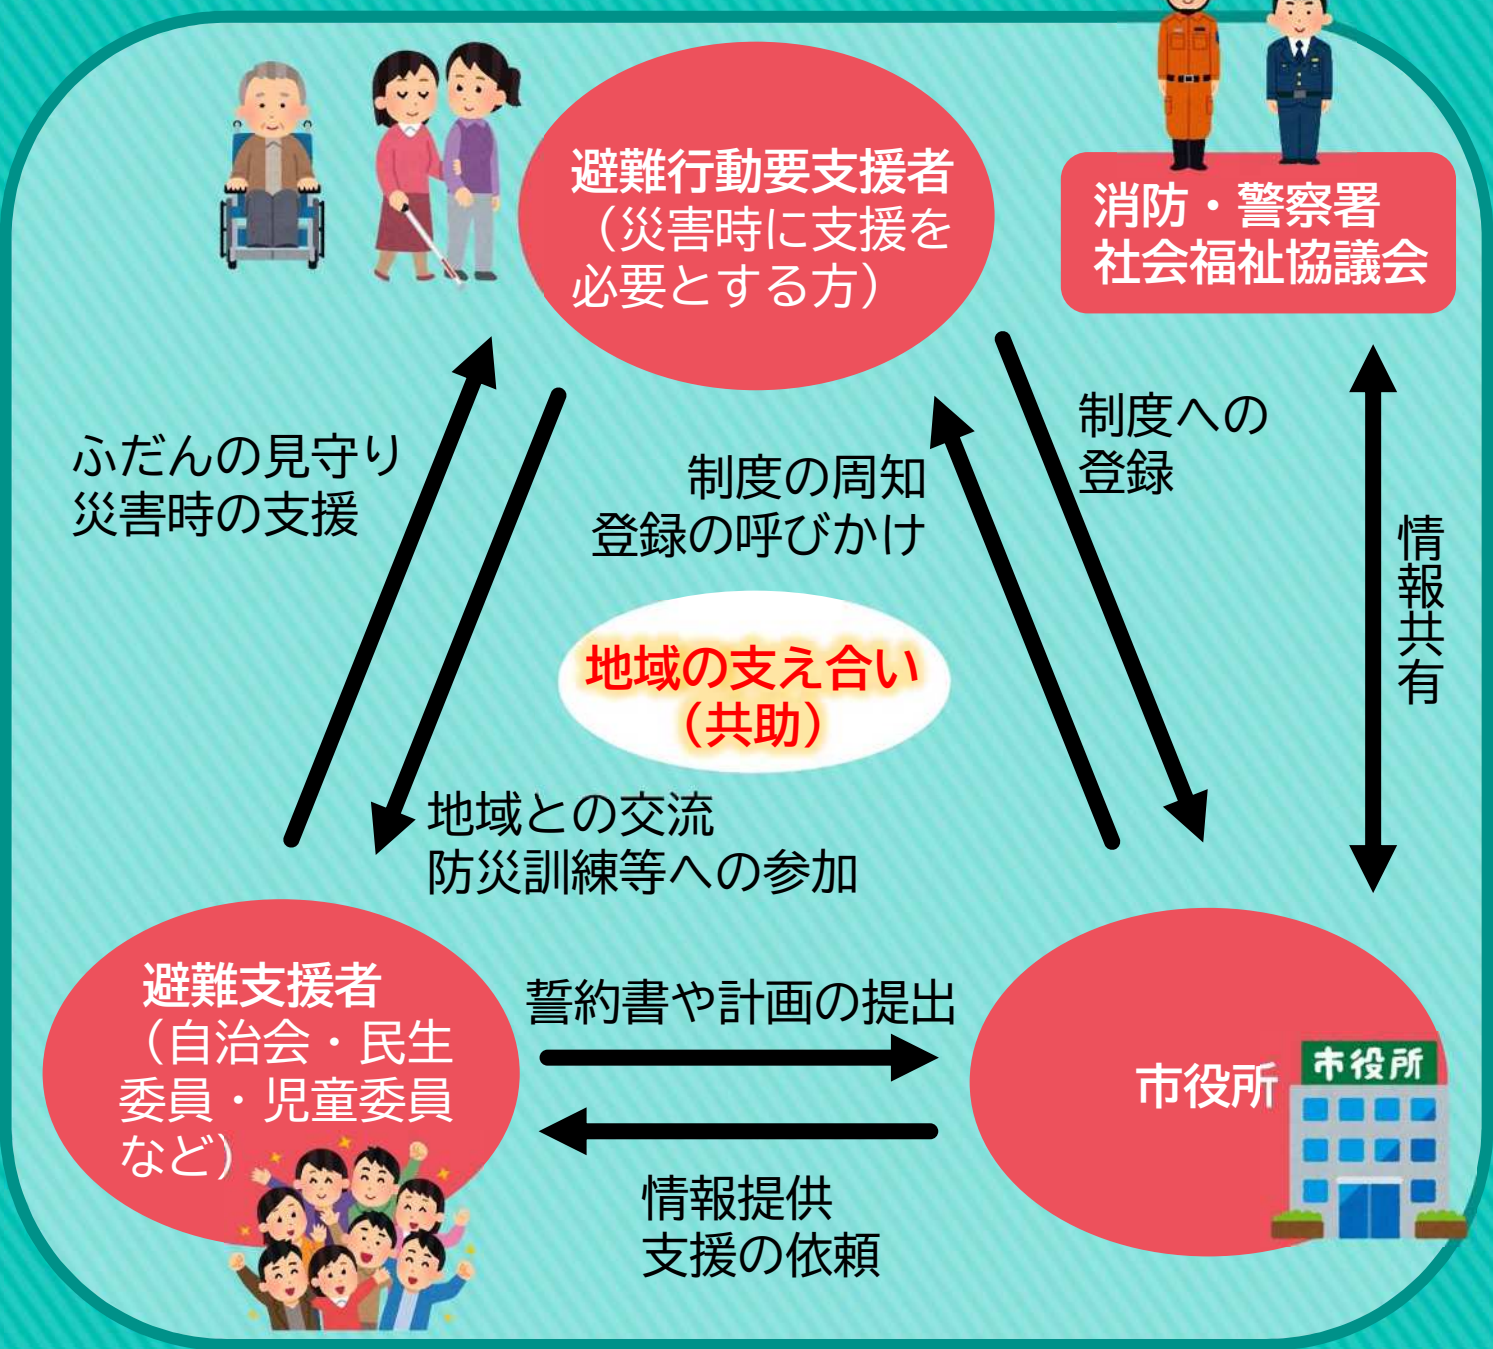 避難行動要支援者
（災害時に支援を
必要とする方）
消防・警察署
社会福祉協議会
ふだんの見守り
災害時の支援
制度の周知
登録の呼びかけ
制度への
登録
情報共有
地域の支え合い
（共助）
地域との交流
防災訓練等への参加
避難支援者
（自治会・民生
委員・児童委員
など）
誓約書や計画の提出
情報提供
支援の依頼
市役所
市役所